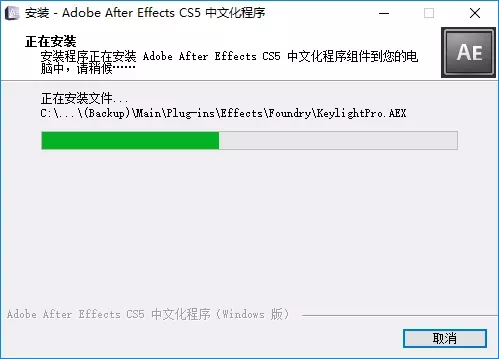 安装 - Adobe After Effects CS5 中文化程序
正在安装
安装程序正在安装 Adobe After Effects CS5 中文化程序组件到您的电
脑中，请稍候……
AE
正在安装文件...
C:\...\(Backup)\Main\Plug-ins\Effects\Foundry\KeylightPro.AEX
Adobe After Effects CS5 中文化程序（Windows 版）
取消